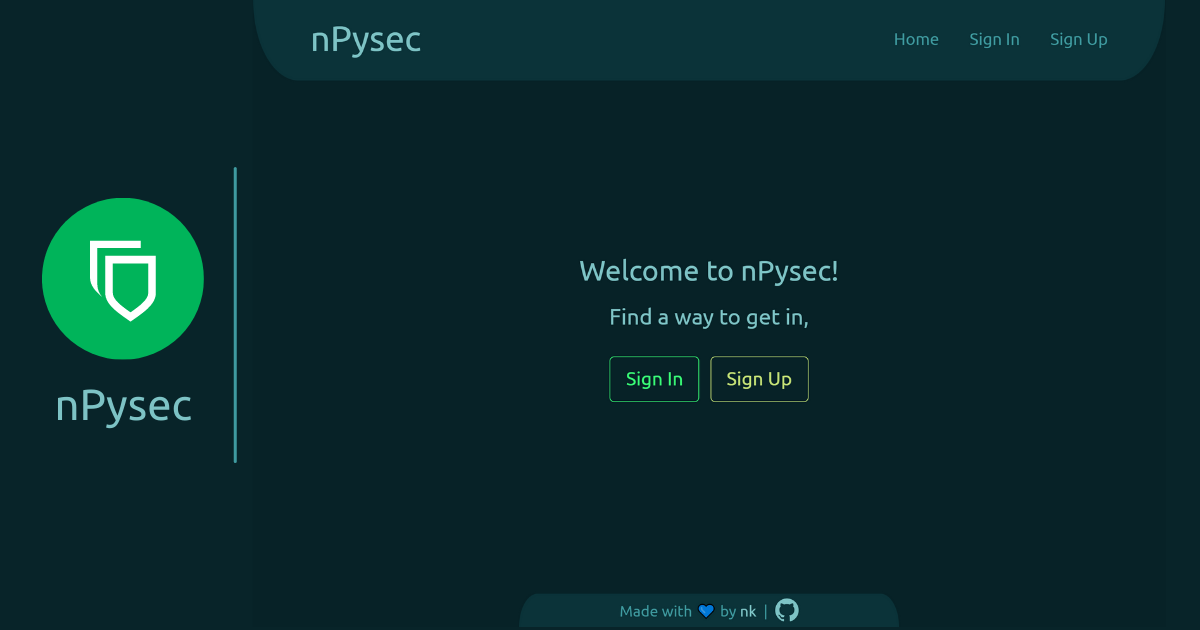 nPysec
Home Sign In Sign Up
nPysec
Welcome to nPysec!
Find a way to get in,
Sign In Sign Up
Made with 💙 by nk |